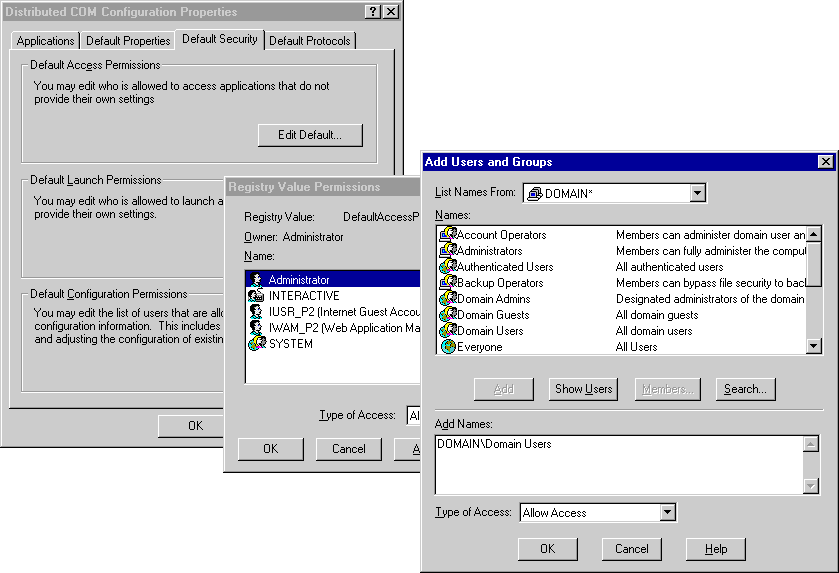 Distributed COM Configuration Properties
Applications
Default Properties
Default Security
Default Protocols
Default Access Permissions
You may edit who is allowed to access applications that do not
provide their own settings
Edit Default...
Default Launch Permissions
You may edit who is allowed to launch a
provide their own settings.
Default Configuration Permissions
You may edit the list of users that are all
configuration information. This includes
and adjusting the configuration of existin
OK
Registry Value Permissions
Registry Value: DefaultAccessP
Owner: Administrator
Name:
Administrator
INTERACTIVE
IUSR_P2 (Internet Guest Accou
IWAM_P2 (Web Application Ma
SYSTEM
Type of Access: Al
OK
Cancel
A
Add Users and Groups
List Names From: DOMAIN*
Names:
Account Operators Members can administer domain user an
Administrators Members can fully administer the comput
Authenticated Users All authenticated users
Backup Operators Members can bypass file security to bac
Domain Admins Designated administrators of the domain
Domain Guests All domain guests
Domain Users All domain users
Everyone All Users
Add
Show Users
Members...
Search...
Add Names:
DOMAIN\Domain Users
Type of Access: Allow Access
OK
Cancel
Help